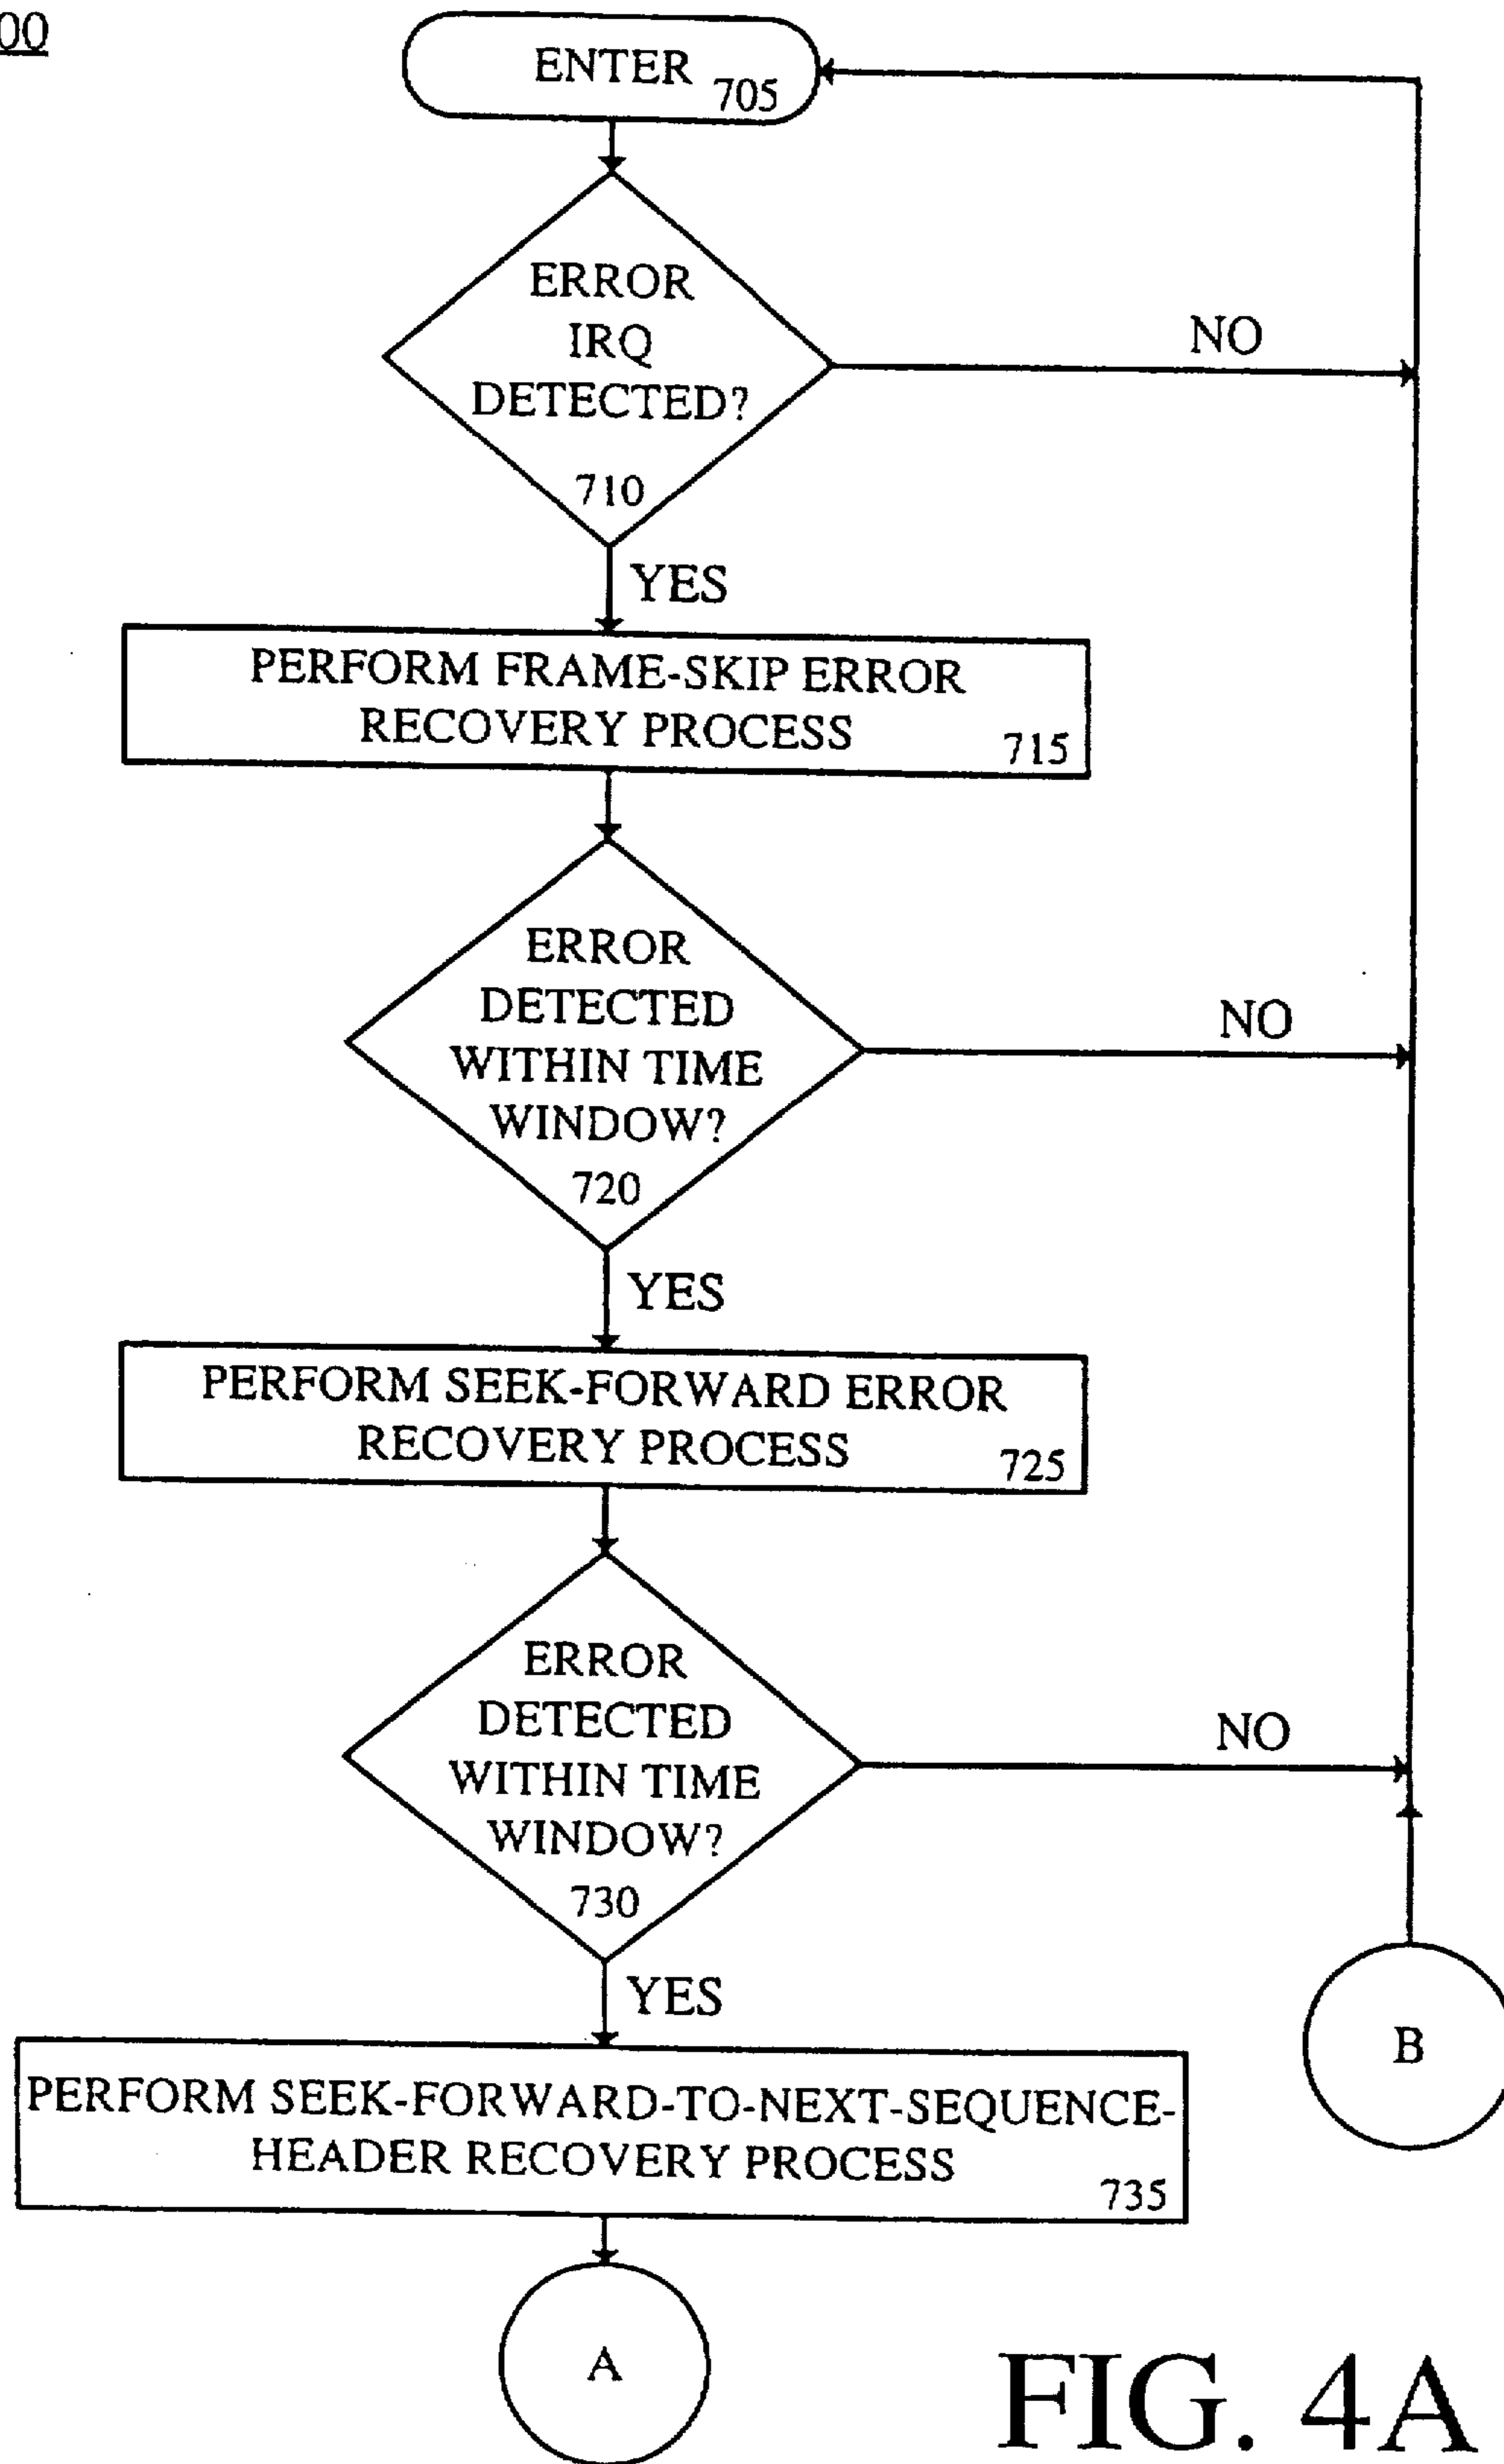 00
ENTER 705
ERROR
IRQ
DETECTED?
NO
710
YES
PERFORM FRAME-SKIP ERROR
RECOVERY PROCESS 715
ERROR
DETECTED
WITHIN TIME
WINDOW?
NO
720
YES
PERFORM SEEK-FORWARD ERROR
RECOVERY PROCESS 725
ERROR
DETECTED
WITHIN TIME
WINDOW?
NO
730
YES
B
PERFORM SEEK-FORWARD-TO-NEXT-SEQUENCE-
HEADER RECOVERY PROCESS
735
A
FIG. 4A